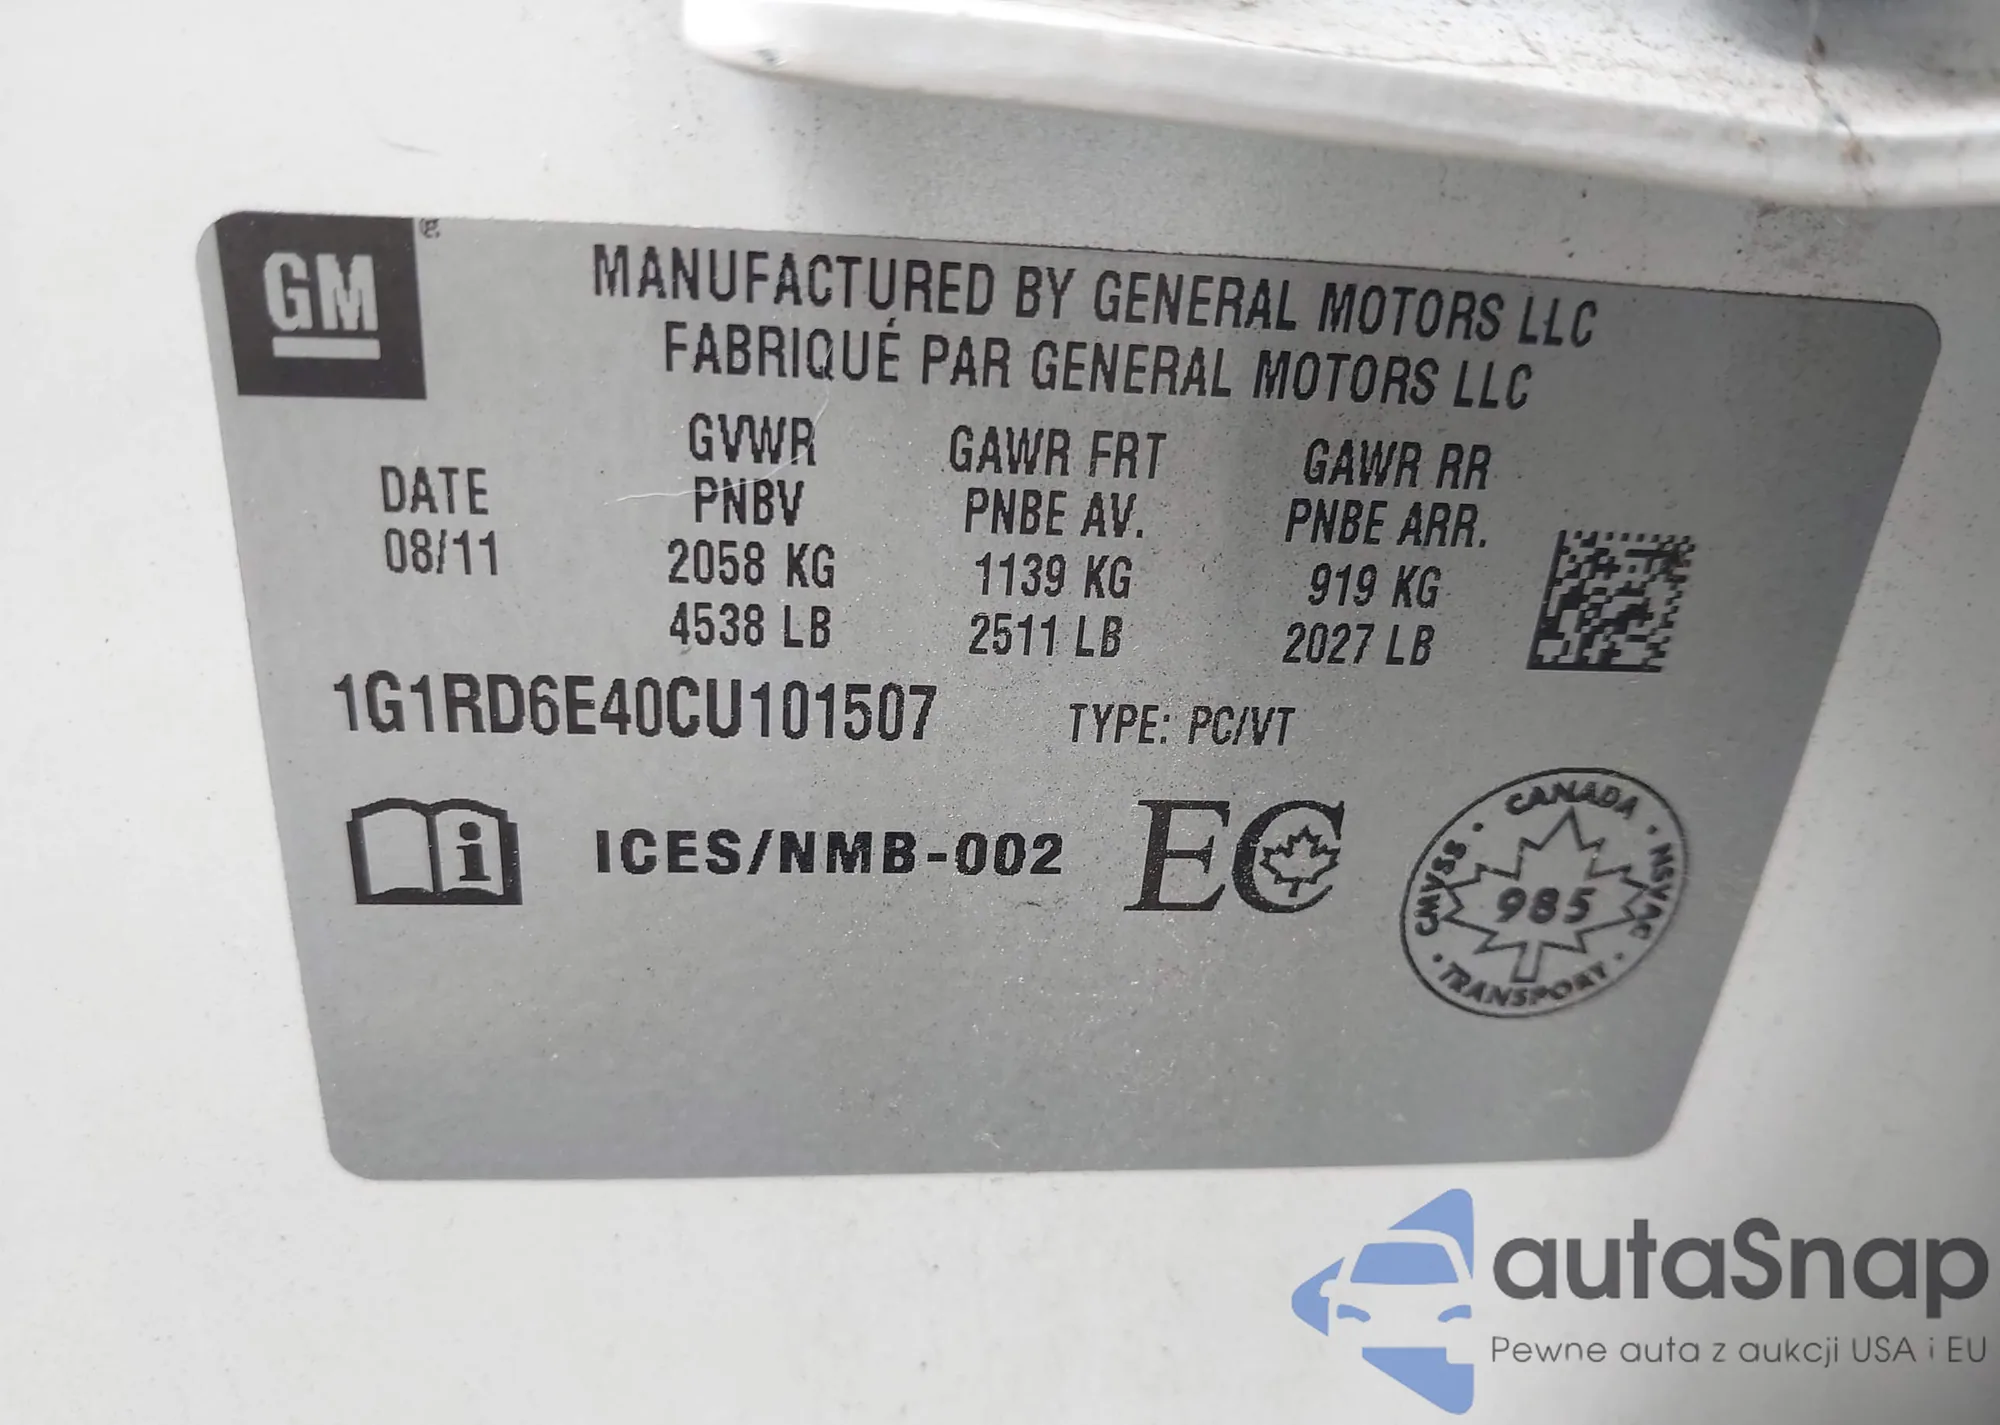 GM
MANUFACTURED BY GENERAL MOTORS LLC
FABRIQUÉ PAR GENERAL MOTORS LLC
DATE
08/11
GVWR
PNBV
2058 KG
4538 LB
GAWR FRT
PNBE AV.
1139 KG
2511 LB
GAWR RR
PNBE ARR.
919 KG
2027 LB
1G1RD6E40CU101507
TYPE: PC/VT
i
ICES/NMB-002
EC
CANADA
CMVSS
985
NSVAC
TRANSPORT
autaSnap
Pewne auta z aukcji USA i EU